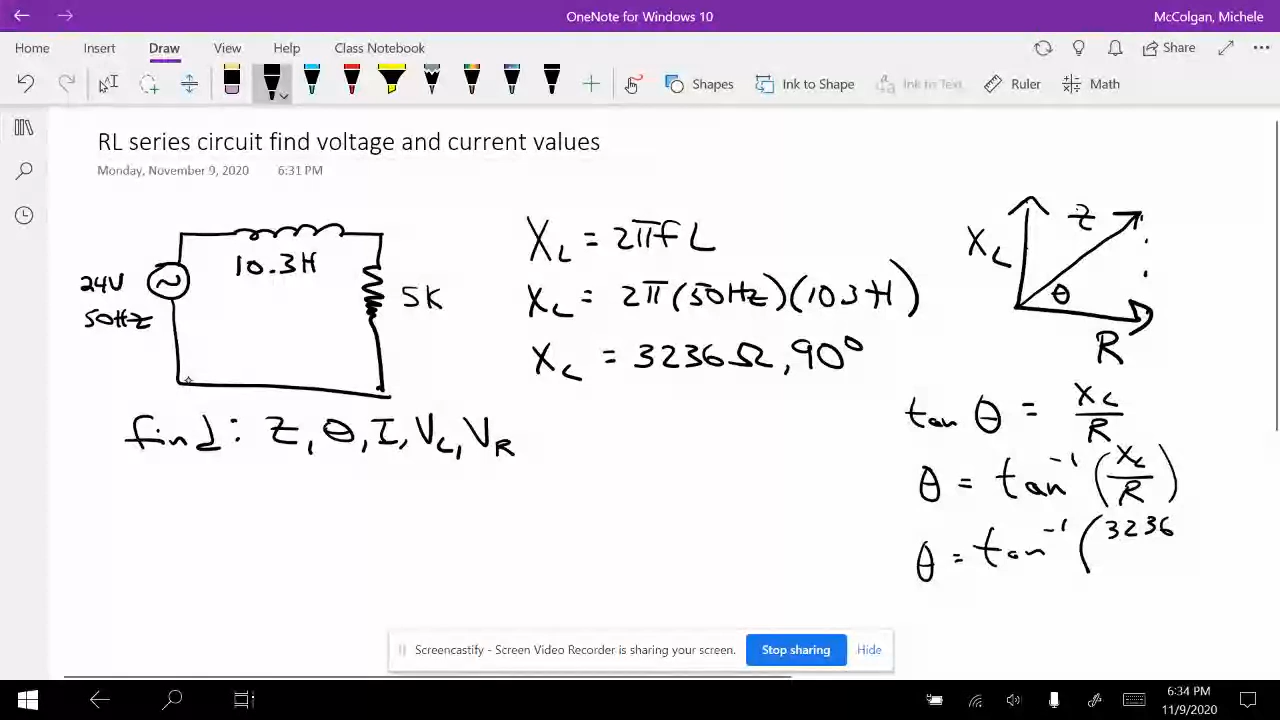 OneNote for Windows 10
McColgan, Michele
Home Insert Draw View Help Class Notebook
Share
Shapes Ink to Shape Ink to Text Ruler Math
RL series circuit find voltage and current values
Monday, November 9, 2020 6:31 PM
24V
50Hz
10.3H
5K
find: Z, θ, I, VL, VR
XL = 2πfL
XL = 2π(50Hz)(10.3H)
XL = 3236Ω, 90°
XL
Z
θ
R
tan θ = XL/R
θ = tan⁻¹ (XL/R)
θ = tan⁻¹ (3236
Screencastify - Screen Video Recorder is sharing your screen. Stop sharing Hide
6:34 PM
11/9/2020